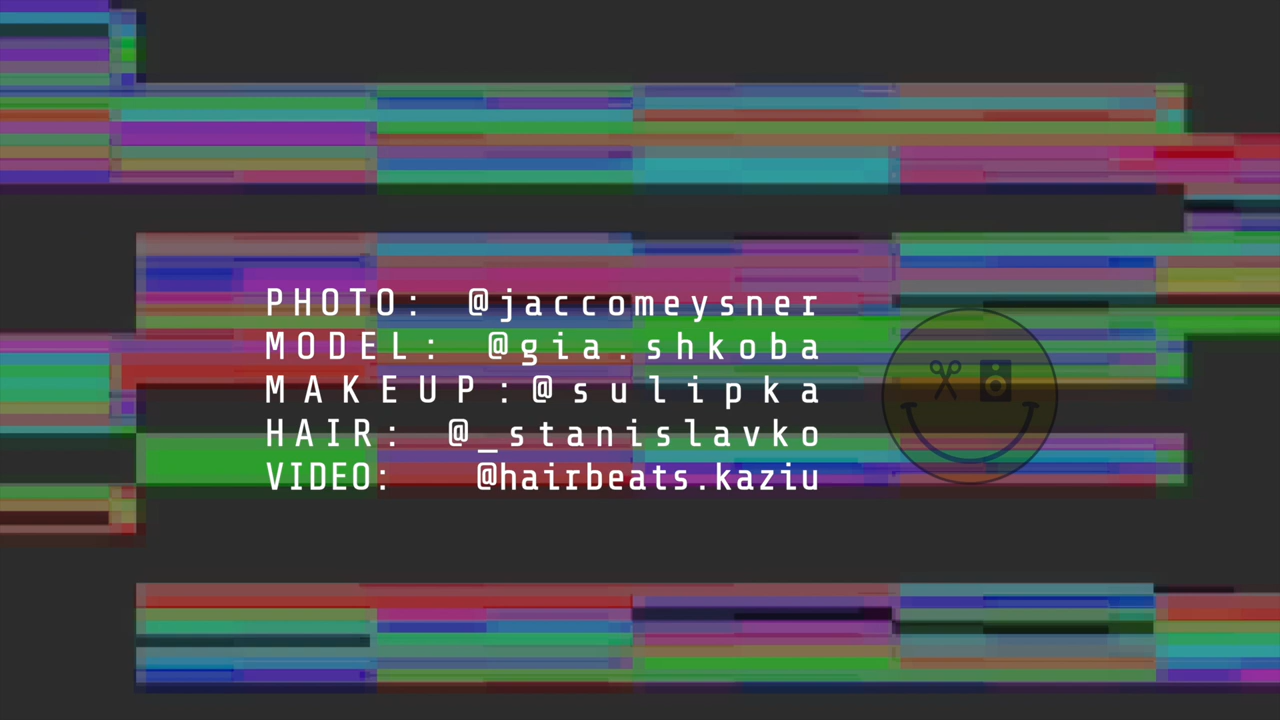 PHOTO: @jaccomeysner
MODEL: @gia.shkoba
MAKEUP:@sulipka
HAIR: @_stanislavko
VIDEO: @hairbeats.kaziu